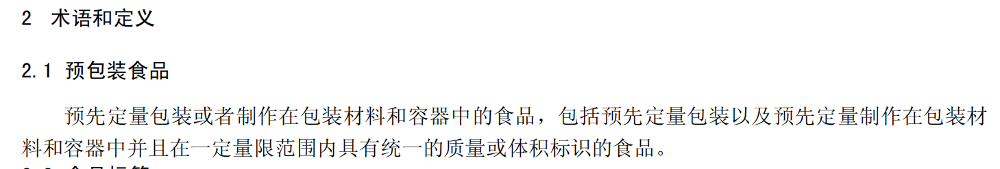 2 术语和定义
2.1 预包装食品
预先定量包装或者制作在包装材料和容器中的食品，包括预先定量包装以及预先定量制作在包装材
料和容器中并且在一定量限范围内具有统一的质量或体积标识的食品。